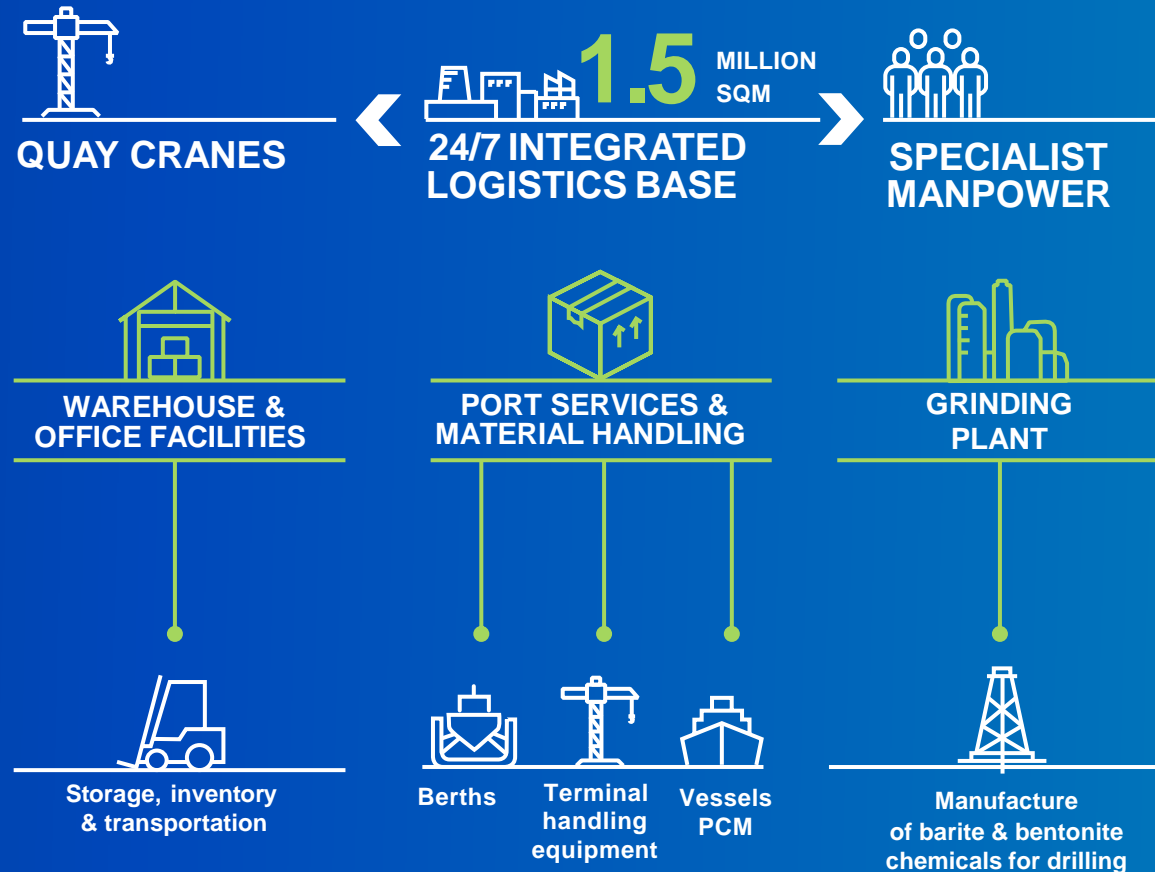 QUAY CRANES
1.5
MILLION
SQM
24/7 INTEGRATED
LOGISTICS BASE
SPECIALIST
MANPOWER
WAREHOUSE &
OFFICE FACILITIES
PORT SERVICES &
MATERIAL HANDLING
GRINDING
PLANT
Storage, inventory
& transportation
Berths
Terminal
handling
equipment
Vessels
PCM
Manufacture
of barite & bentonite
chemicals for drilling